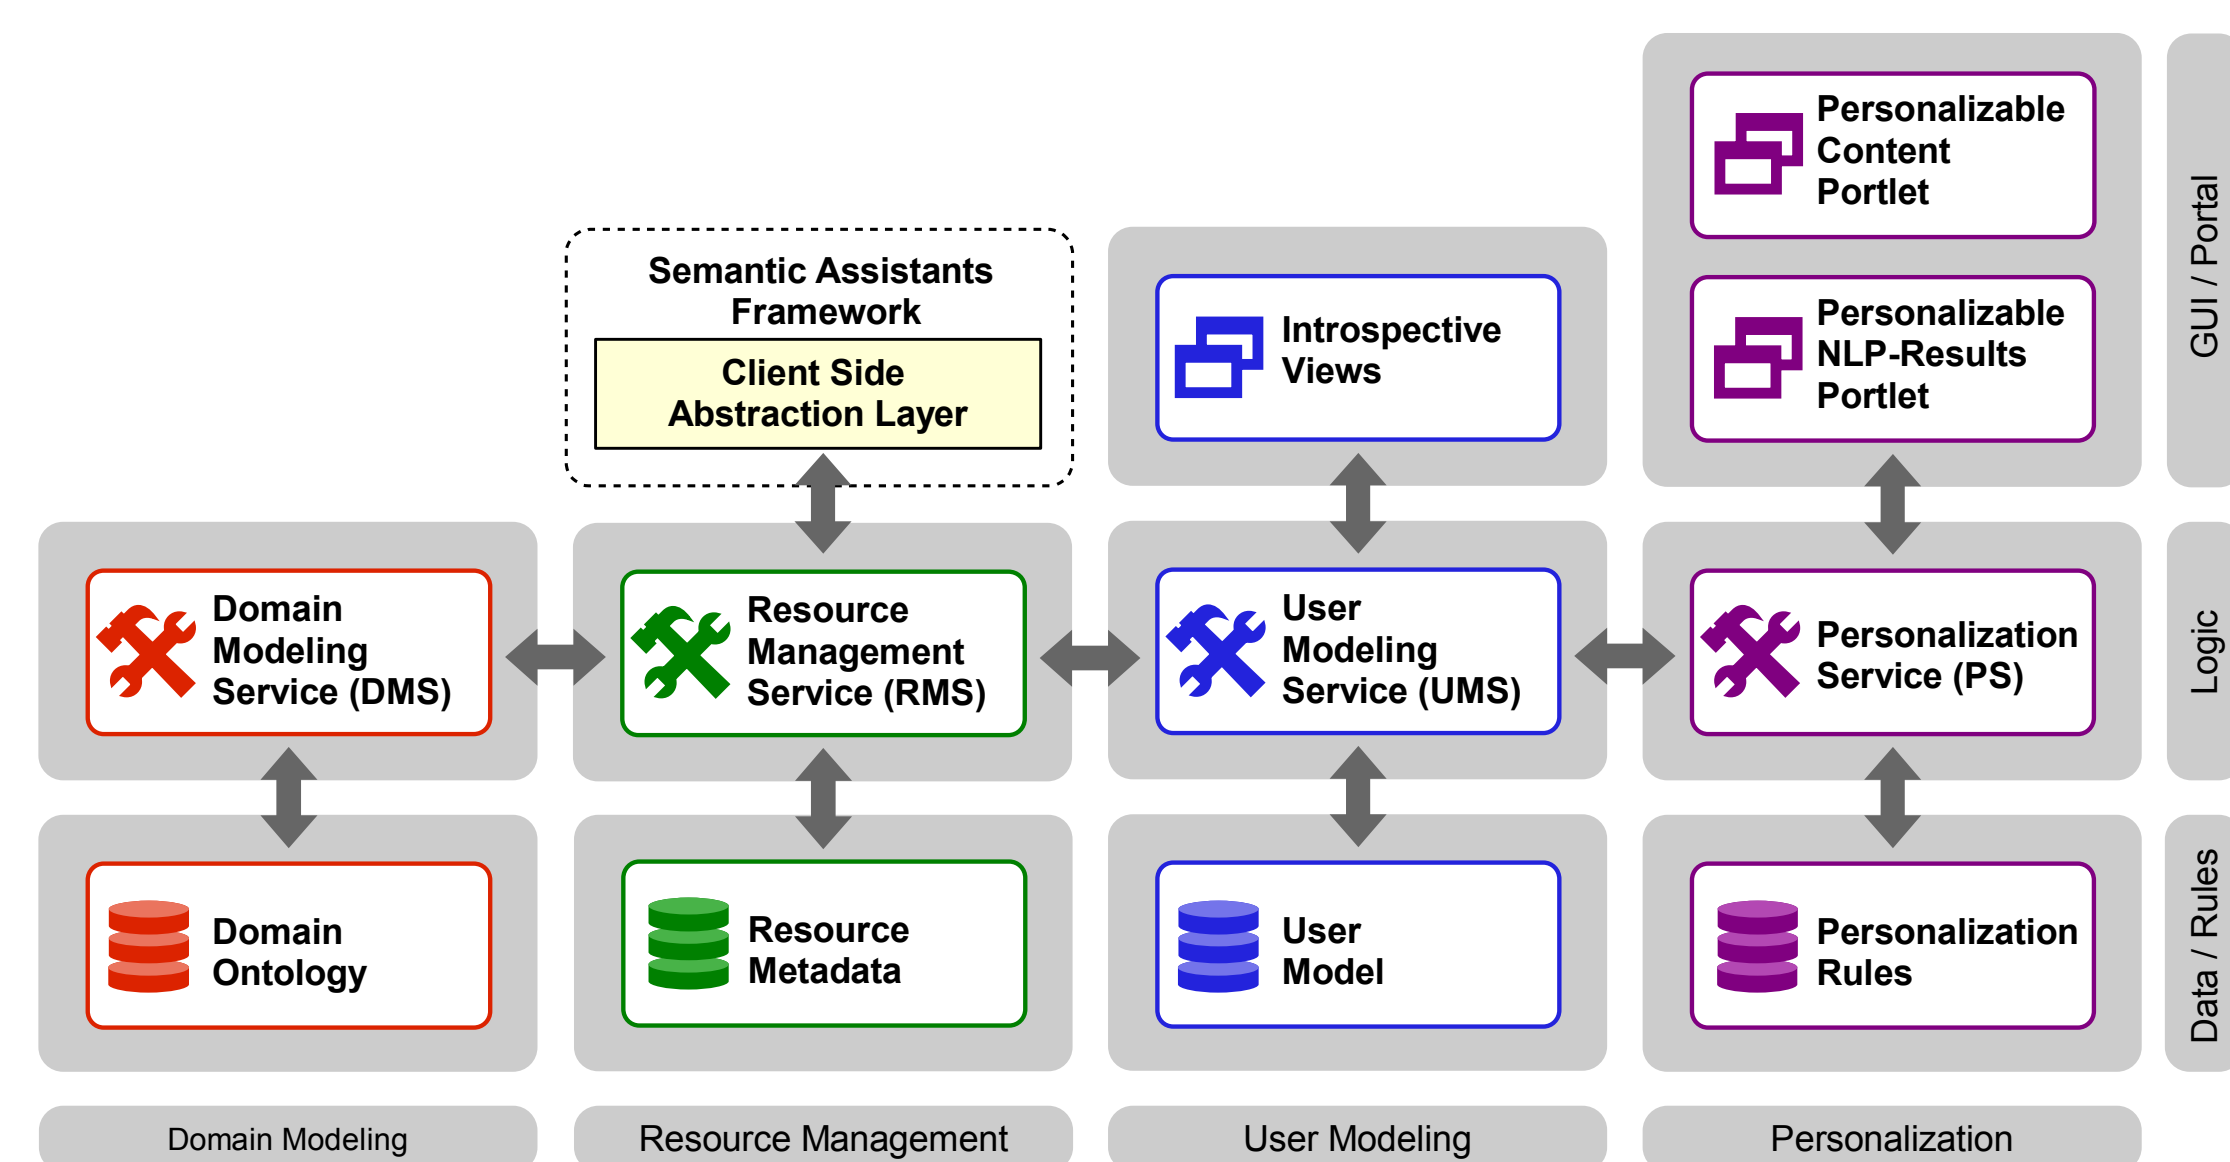 Personalizable
Content
Portlet
GUI / Portal
Semantic Assistants
Framework
Client Side
Abstraction Layer
Introspective
Views
Personalizable
NLP-Results
Portlet
Domain
Modeling
Service (DMS)
Resource
Management
Service (RMS)
User
Modeling
Service (UMS)
Personalization
Service (PS)
Logic
Domain
Ontology
Resource
Metadata
User
Model
Personalization
Rules
Data / Rules
Domain Modeling
Resource Management
User Modeling
Personalization